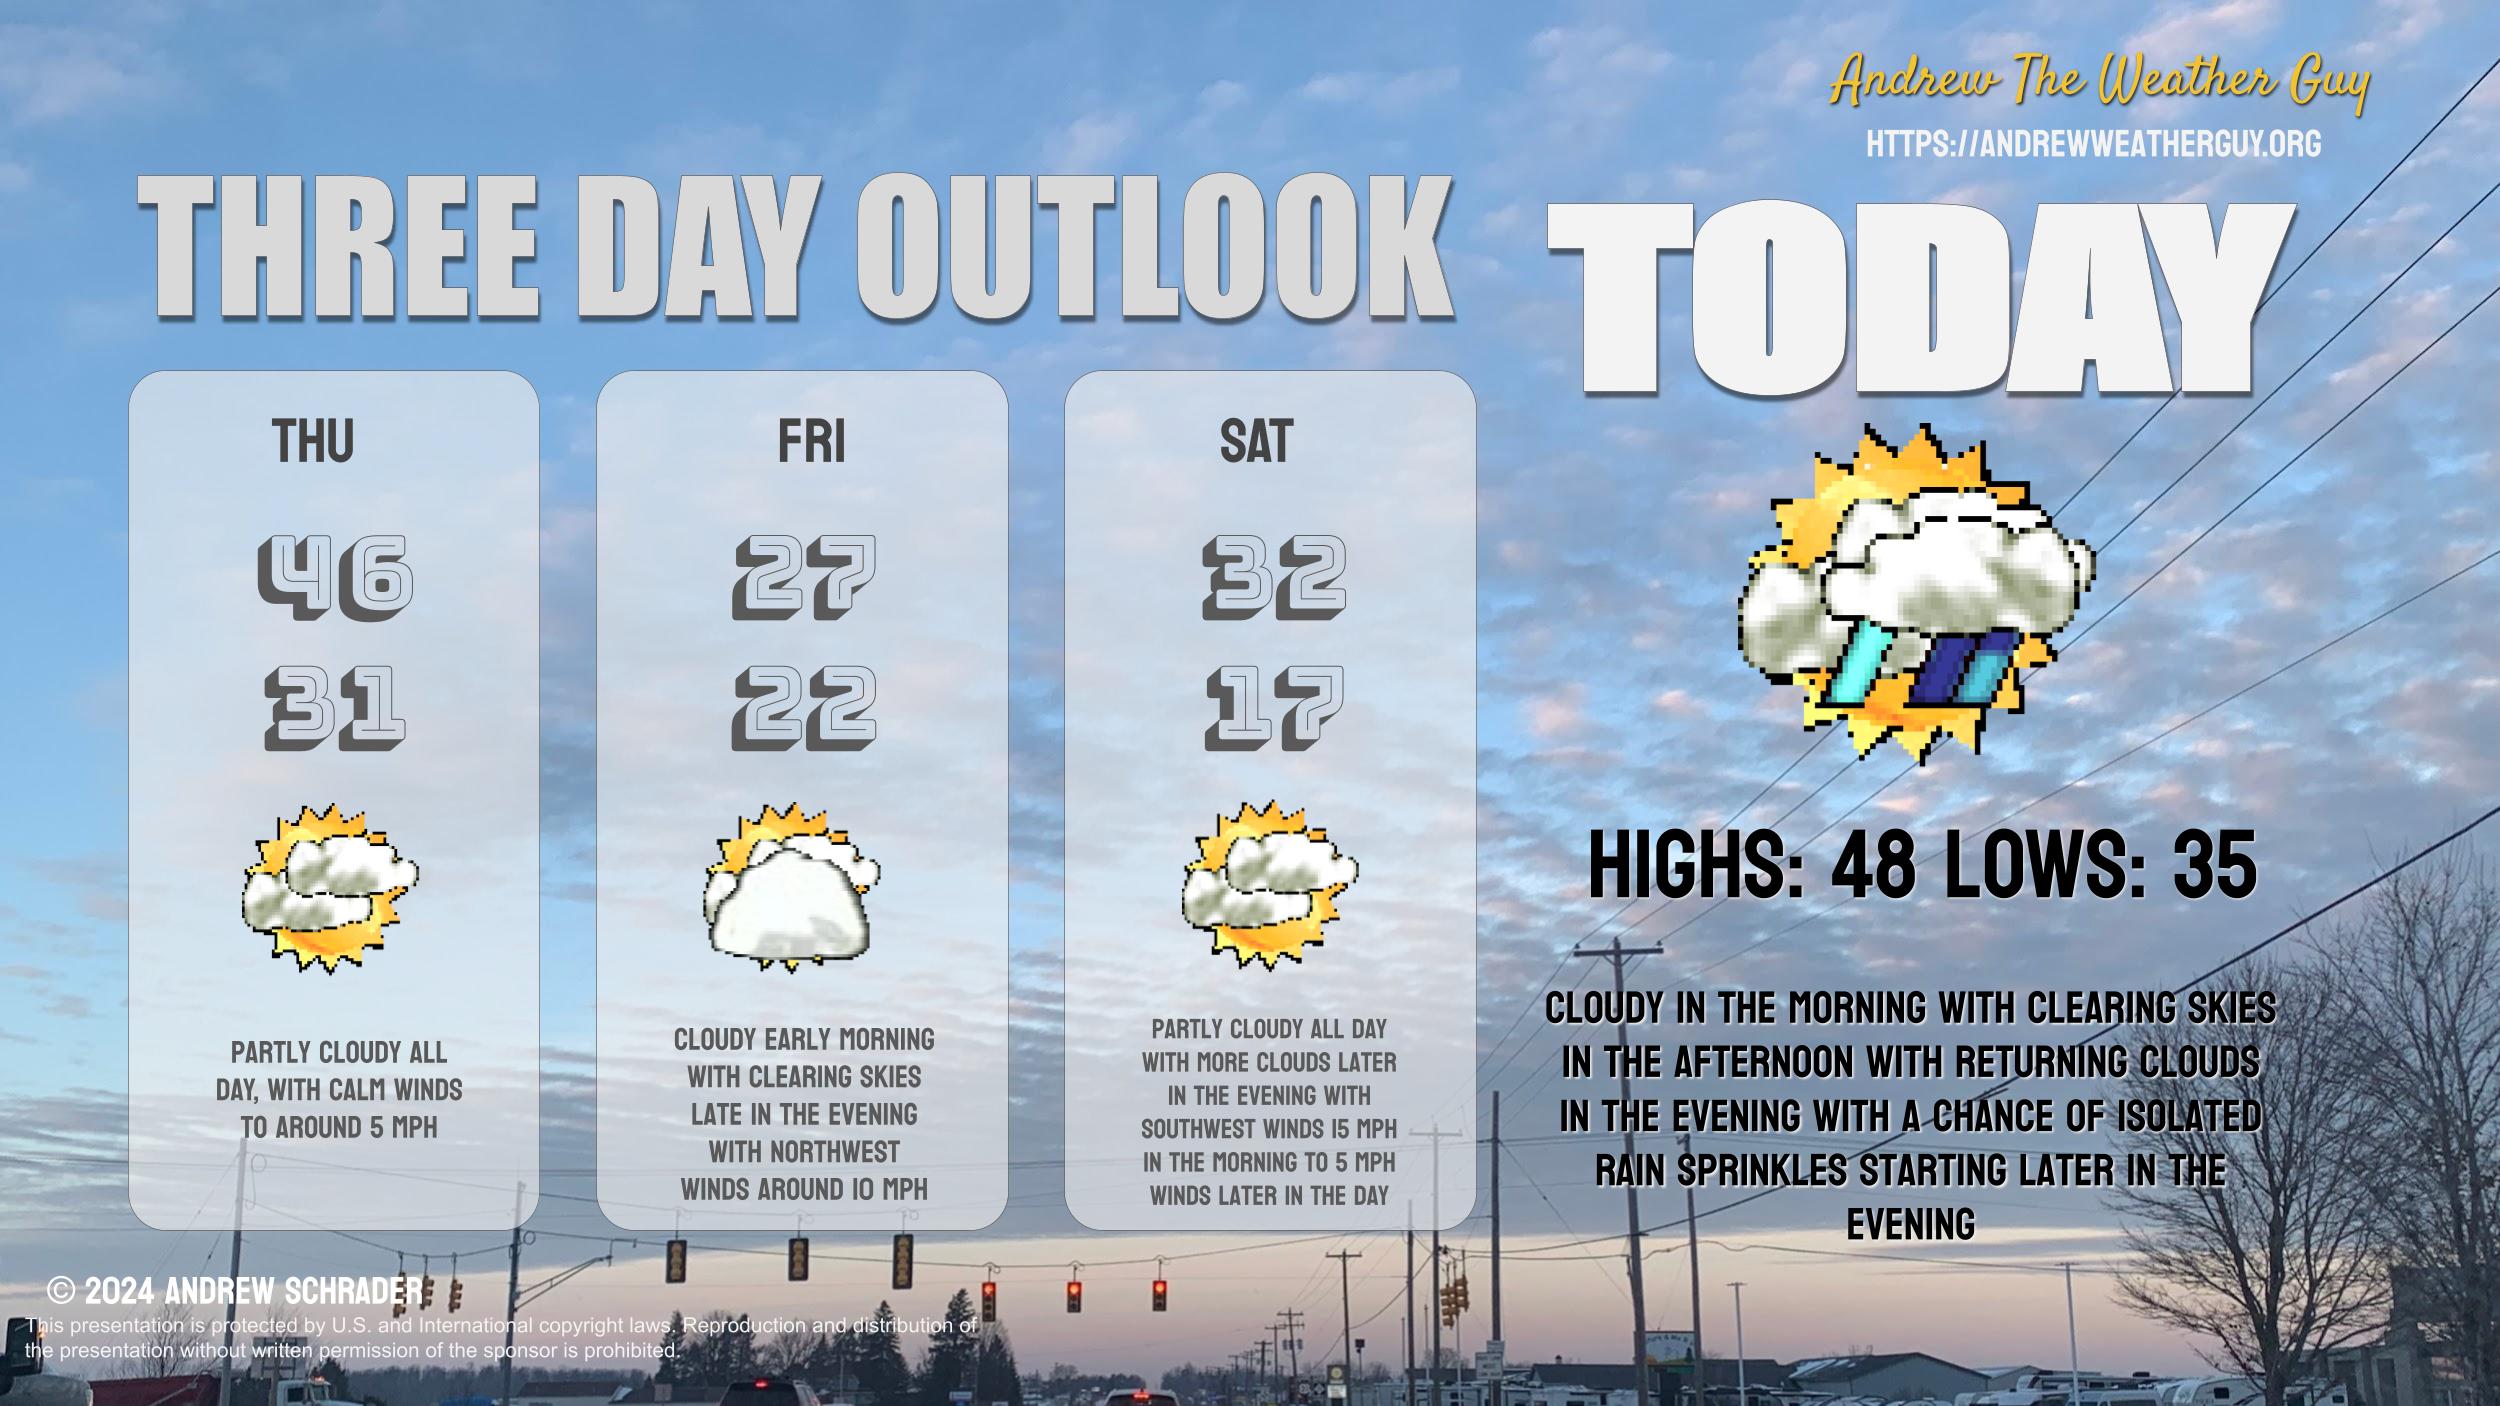 Andrew The Weather Guy
HTTPS://ANDREWWEATHERGUY.ORG
THREE DAY OUTLOOK
THU
46
31
PARTLY CLOUDY ALL
DAY, WITH CALM WINDS
TO AROUND 5 MPH
FRI
27
22
CLOUDY EARLY MORNING
WITH CLEARING SKIES
LATE IN THE EVENING
WITH NORTHWEST
WINDS AROUND 10 MPH
SAT
32
17
PARTLY CLOUDY ALL DAY
WITH MORE CLOUDS LATER
IN THE EVENING WITH
SOUTHWEST WINDS 15 MPH
IN THE MORNING TO 5 MPH
WINDS LATER IN THE DAY
TODAY
HIGHS: 48 LOWS: 35
CLOUDY IN THE MORNING WITH CLEARING SKIES
IN THE AFTERNOON WITH RETURNING CLOUDS
IN THE EVENING WITH A CHANCE OF ISOLATED
RAIN SPRINKLES STARTING LATER IN THE
EVENING
© 2024 ANDREW SCHRADER
This presentation is protected by U.S. and International copyright laws. Reproduction and distribution of
the presentation without written permission of the sponsor is prohibited.